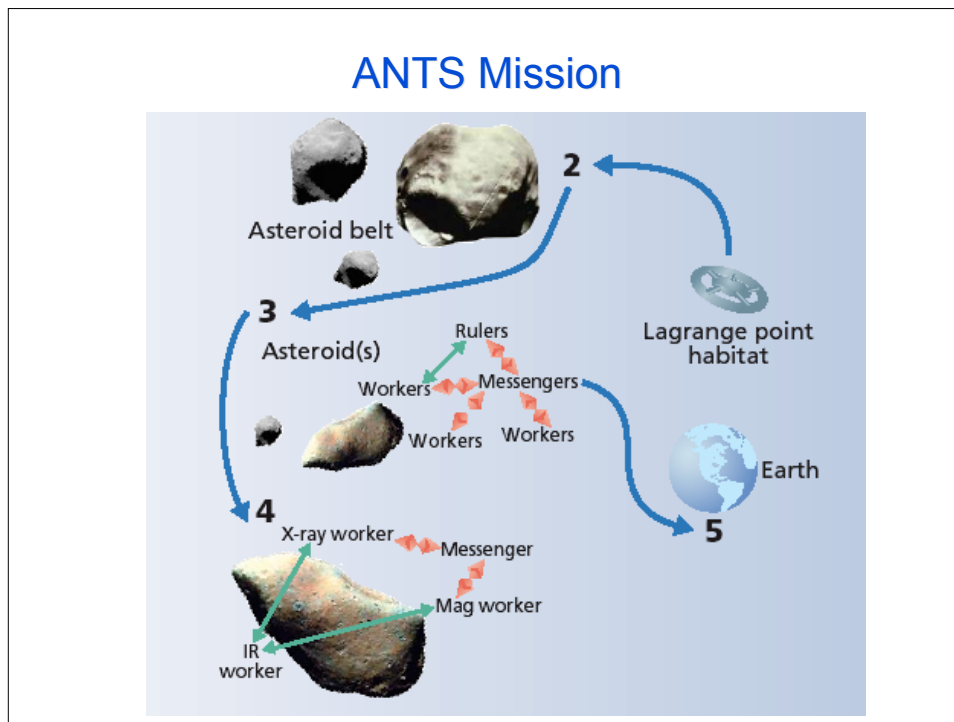 ANTS Mission
2
Asteroid belt
3
Lagrange point
habitat
Asteroid(s)
Rulers
Workers
Messengers
Workers
Workers
Earth
5
4
X-ray worker
Messenger
Mag worker
IR
worker